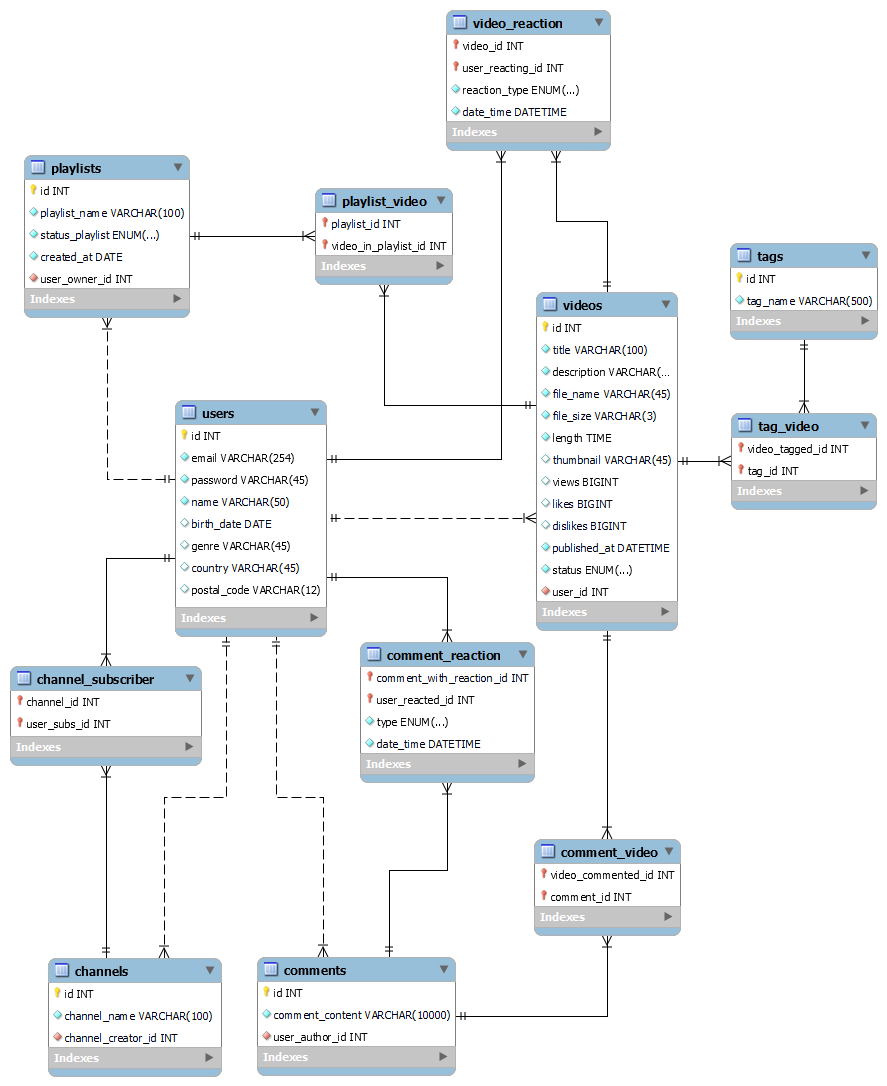 video_reaction
video_id INT
user_reacting_id INT
reaction_type ENUM(...)
date_time DATETIME
Indexes
playlists
id INT
playlist_name VARCHAR(100)
status_playlist ENUM(...)
created_at DATE
user_owner_id INT
Indexes
playlist_video
playlist_id INT
video_in_playlist_id INT
Indexes
tags
id INT
tag_name VARCHAR(500)
Indexes
videos
id INT
title VARCHAR(100)
description VARCHAR(...
file_name VARCHAR(45)
file_size VARCHAR(3)
length TIME
thumbnail VARCHAR(45)
views BIGINT
likes BIGINT
dislikes BIGINT
published_at DATETIME
status ENUM(...)
user_id INT
Indexes
users
id INT
email VARCHAR(254)
password VARCHAR(45)
name VARCHAR(50)
birth_date DATE
genre VARCHAR(45)
country VARCHAR(45)
postal_code VARCHAR(12)
Indexes
tag_video
video_tagged_id INT
tag_id INT
Indexes
channel_subscriber
channel_id INT
user_subs_id INT
Indexes
comment_reaction
comment_with_reaction_id INT
user_reacted_id INT
type ENUM(...)
date_time DATETIME
Indexes
comment_video
video_commented_id INT
comment_id INT
Indexes
channels
id INT
channel_name VARCHAR(100)
channel_creator_id INT
Indexes
comments
id INT
comment_content VARCHAR(10000)
user_author_id INT
Indexes